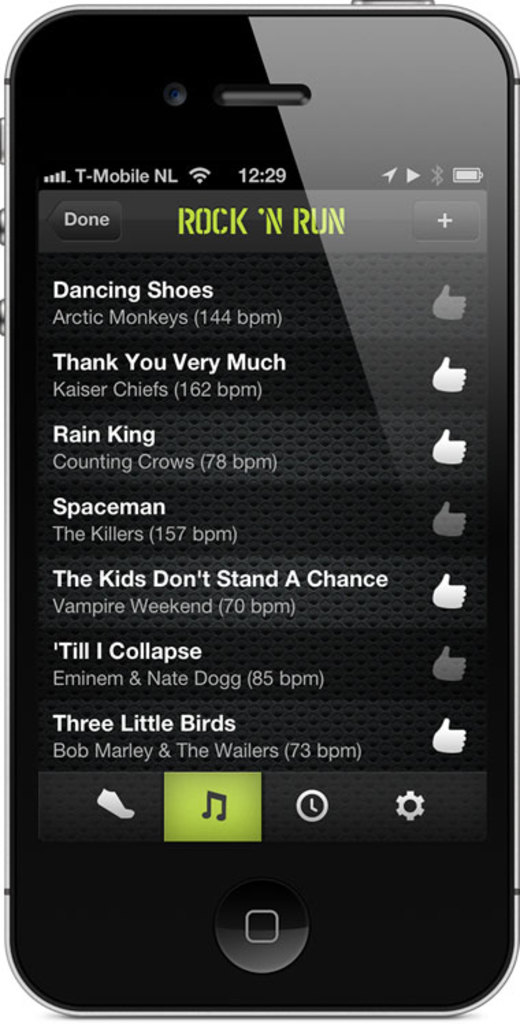 T-Mobile NL 12:29
Done ROCK 'N RUN +
Dancing Shoes
Arctic Monkeys (144 bpm)
Thank You Very Much
Kaiser Chiefs (162 bpm)
Rain King
Counting Crows (78 bpm)
Spaceman
The Killers (157 bpm)
The Kids Don't Stand A Chance
Vampire Weekend (70 bpm)
'Till I Collapse
Eminem & Nate Dogg (85 bpm)
Three Little Birds
Bob Marley & The Wailers (73 bpm)